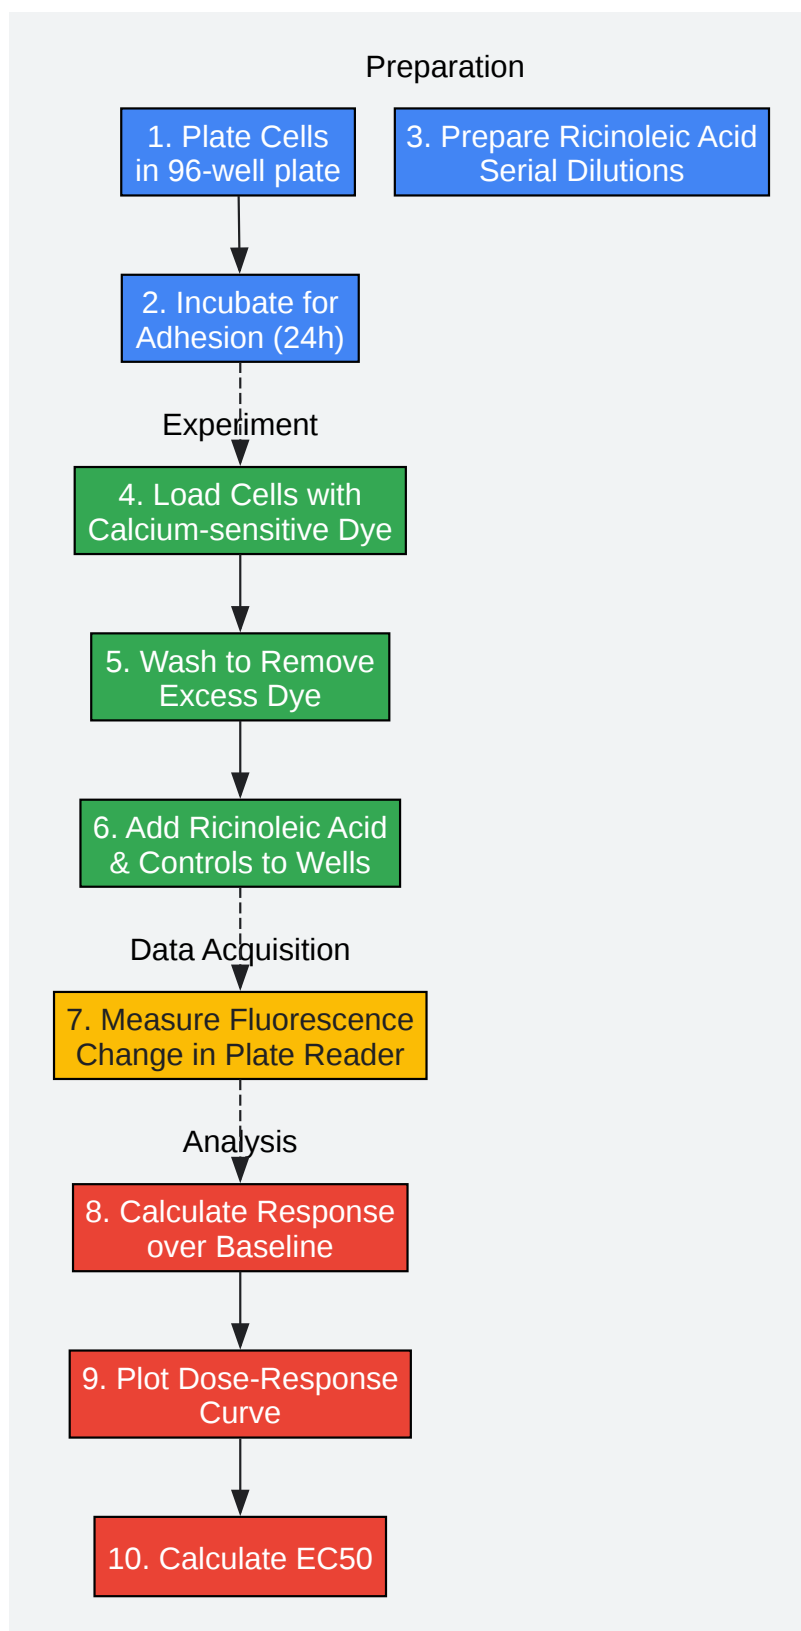 Preparation
1. Plate Cells
in 96-well plate
3. Prepare Ricinoleic Acid
Serial Dilutions
2. Incubate for
Adhesion (24h)
Experiment
4. Load Cells with
Calcium-sensitive Dye
5. Wash to Remove
Excess Dye
6. Add Ricinoleic Acid
& Controls to Wells
Data Acquisition
7. Measure Fluorescence
Change in Plate Reader
Analysis
8. Calculate Response
over Baseline
9. Plot Dose-Response
Curve
10. Calculate EC50